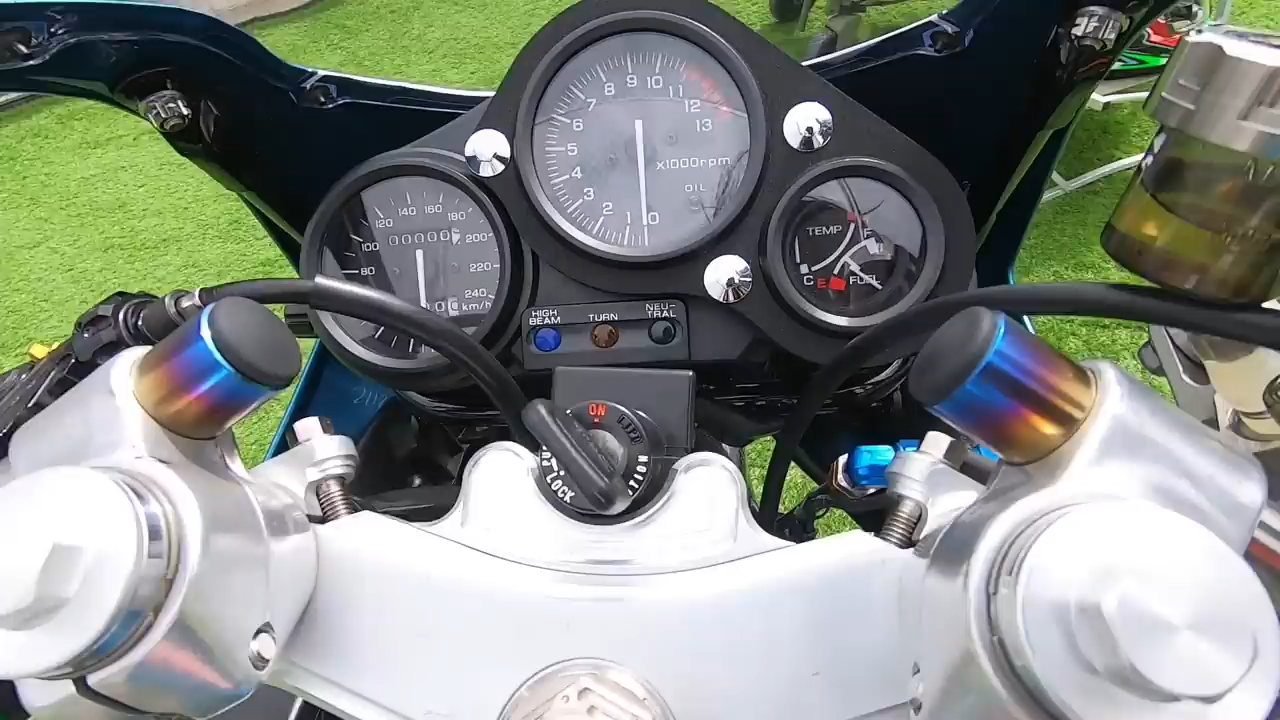 0
1
2
3
4
5
6
7
8
9
10
11
12
13
x1000rpm
OIL
80
100
120
140
160
180
200
220
240
km/h
TEMP
F
C
E
FUEL
HIGH
BEAM
TURN
NEU-
TRAL
ON
LOCK